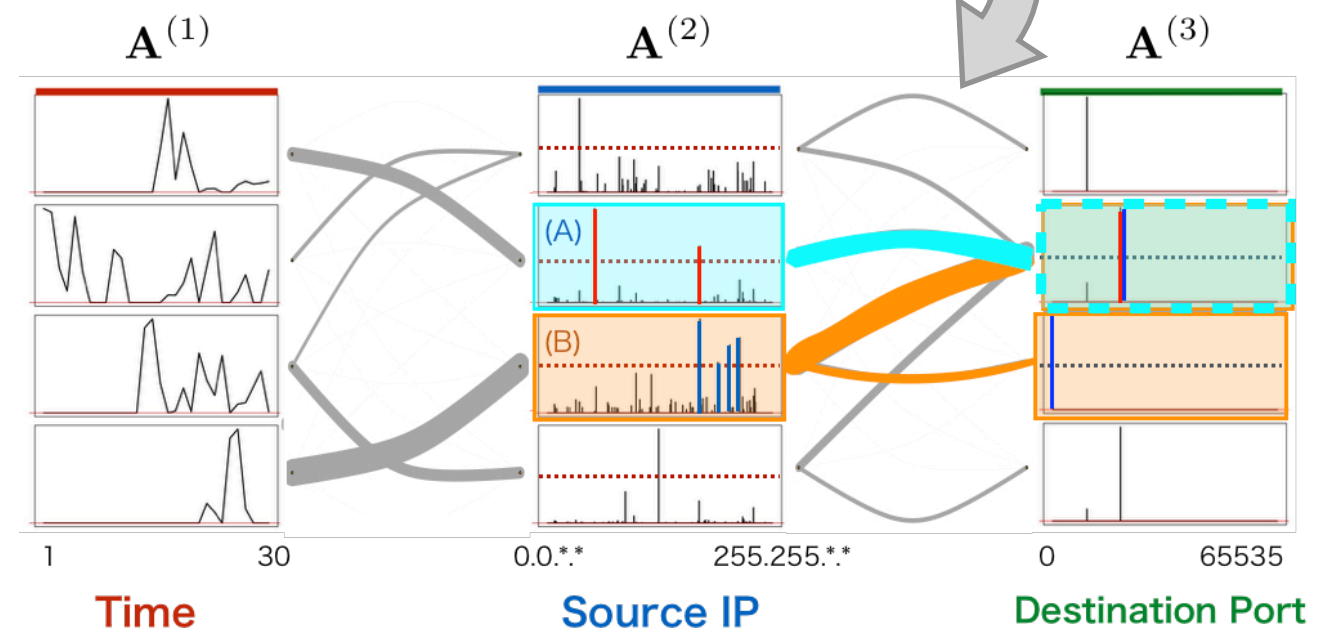 A(1) A(2) A(3)
(A)
(B)
1 30 0.0.*.* 255.255.*.* 0 65535
Time Source IP Destination Port